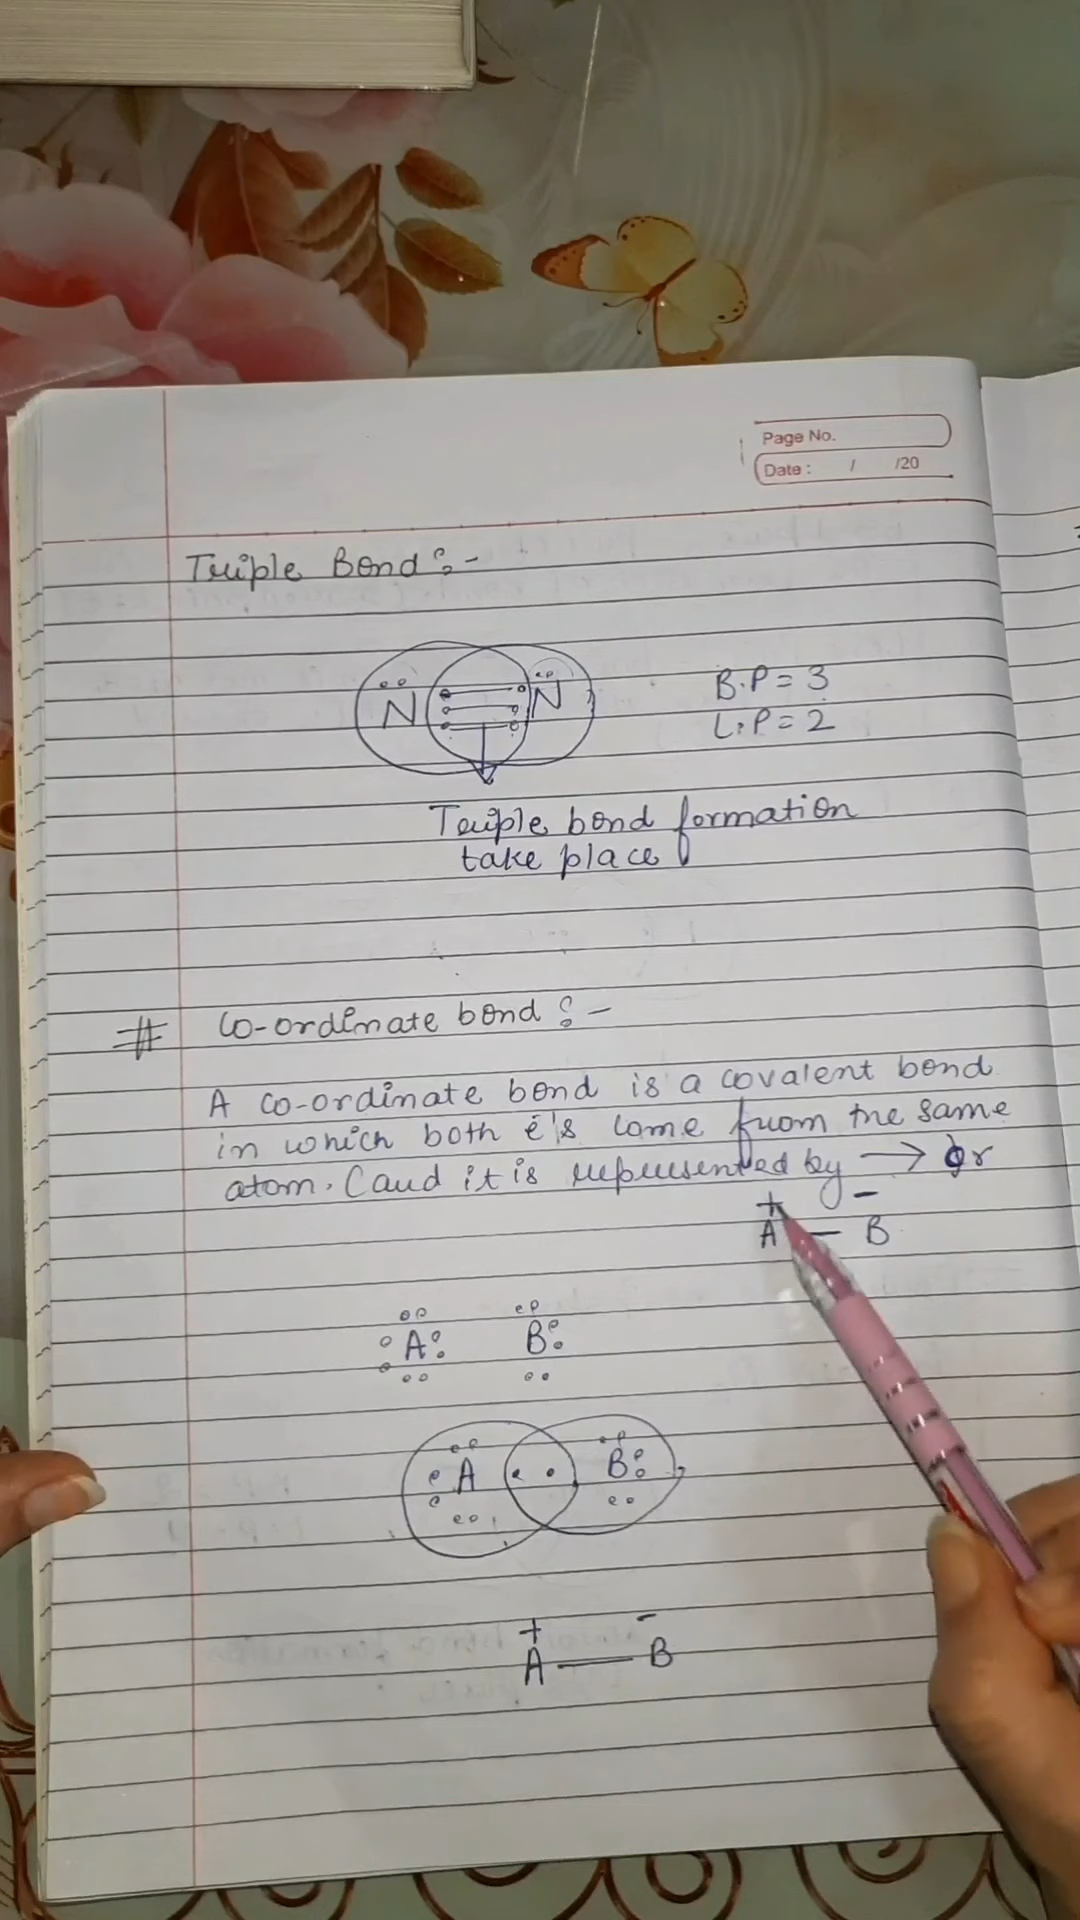 Page No.
Date : / /20
Triple Bond :-
N N
B.P = 3
L.P = 2
Triple bond formation
take place
# Co-ordinate bond :-
A co-ordinate bond is a covalent bond
in which both e's come from the same
atom. (and it is represented by → or
+ -
A — B
A B
A B
+ -
A — B